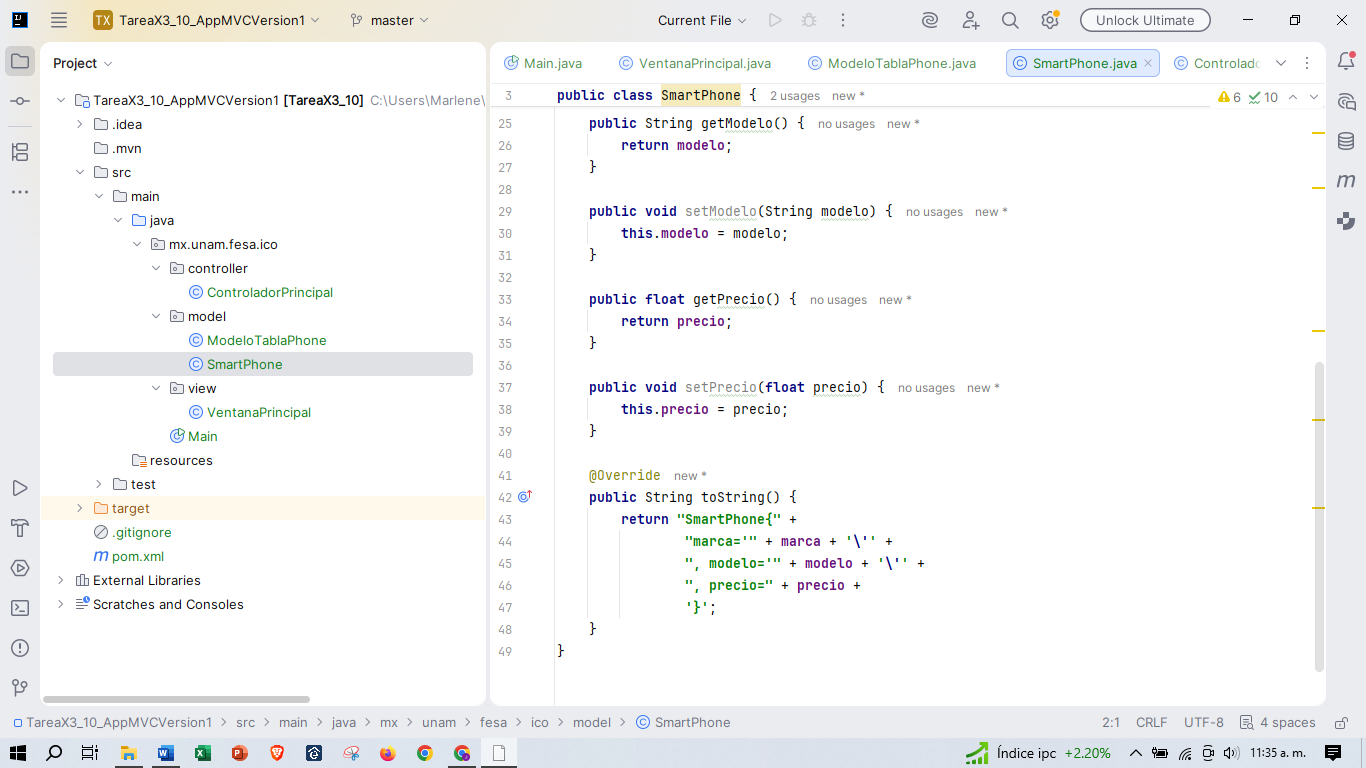 TX TareaX3_10_AppMVCVersion1 master Current File Unlock Ultimate
Project
TareaX3_10_AppMVCVersion1 [TareaX3_10] C:\Users\Marlene\
.idea
.mvn
src
main
java
mx.unam.fesa.ico
controller
ControladorPrincipal
model
ModeloTablaPhone
SmartPhone
view
VentanaPrincipal
Main
resources
test
target
.gitignore
m pom.xml
External Libraries
Scratches and Consoles
Main.java VentanaPrincipal.java ModeloTablaPhone.java SmartPhone.java Controlado
3 public class SmartPhone { 2 usages new * 6 10
25 public String getModelo() { no usages new *
26 return modelo;
27 }
28
29 public void setModelo(String modelo) { no usages new *
30 this.modelo = modelo;
31 }
32
33 public float getPrecio() { no usages new *
34 return precio;
35 }
36
37 public void setPrecio(float precio) { no usages new *
38 this.precio = precio;
39 }
40
41 @Override new *
42 public String toString() {
43 return "SmartPhone{" +
44 "marca='" + marca + '\'' +
45 ", modelo='" + modelo + '\'' +
46 ", precio=" + precio +
47 '}';
48 }
49 }
TareaX3_10_AppMVCVersion1 > src > main > java > mx > unam > fesa > ico > model > SmartPhone 2:1 CRLF UTF-8 4 spaces
Índice ipc +2.20% 11:35 a. m.